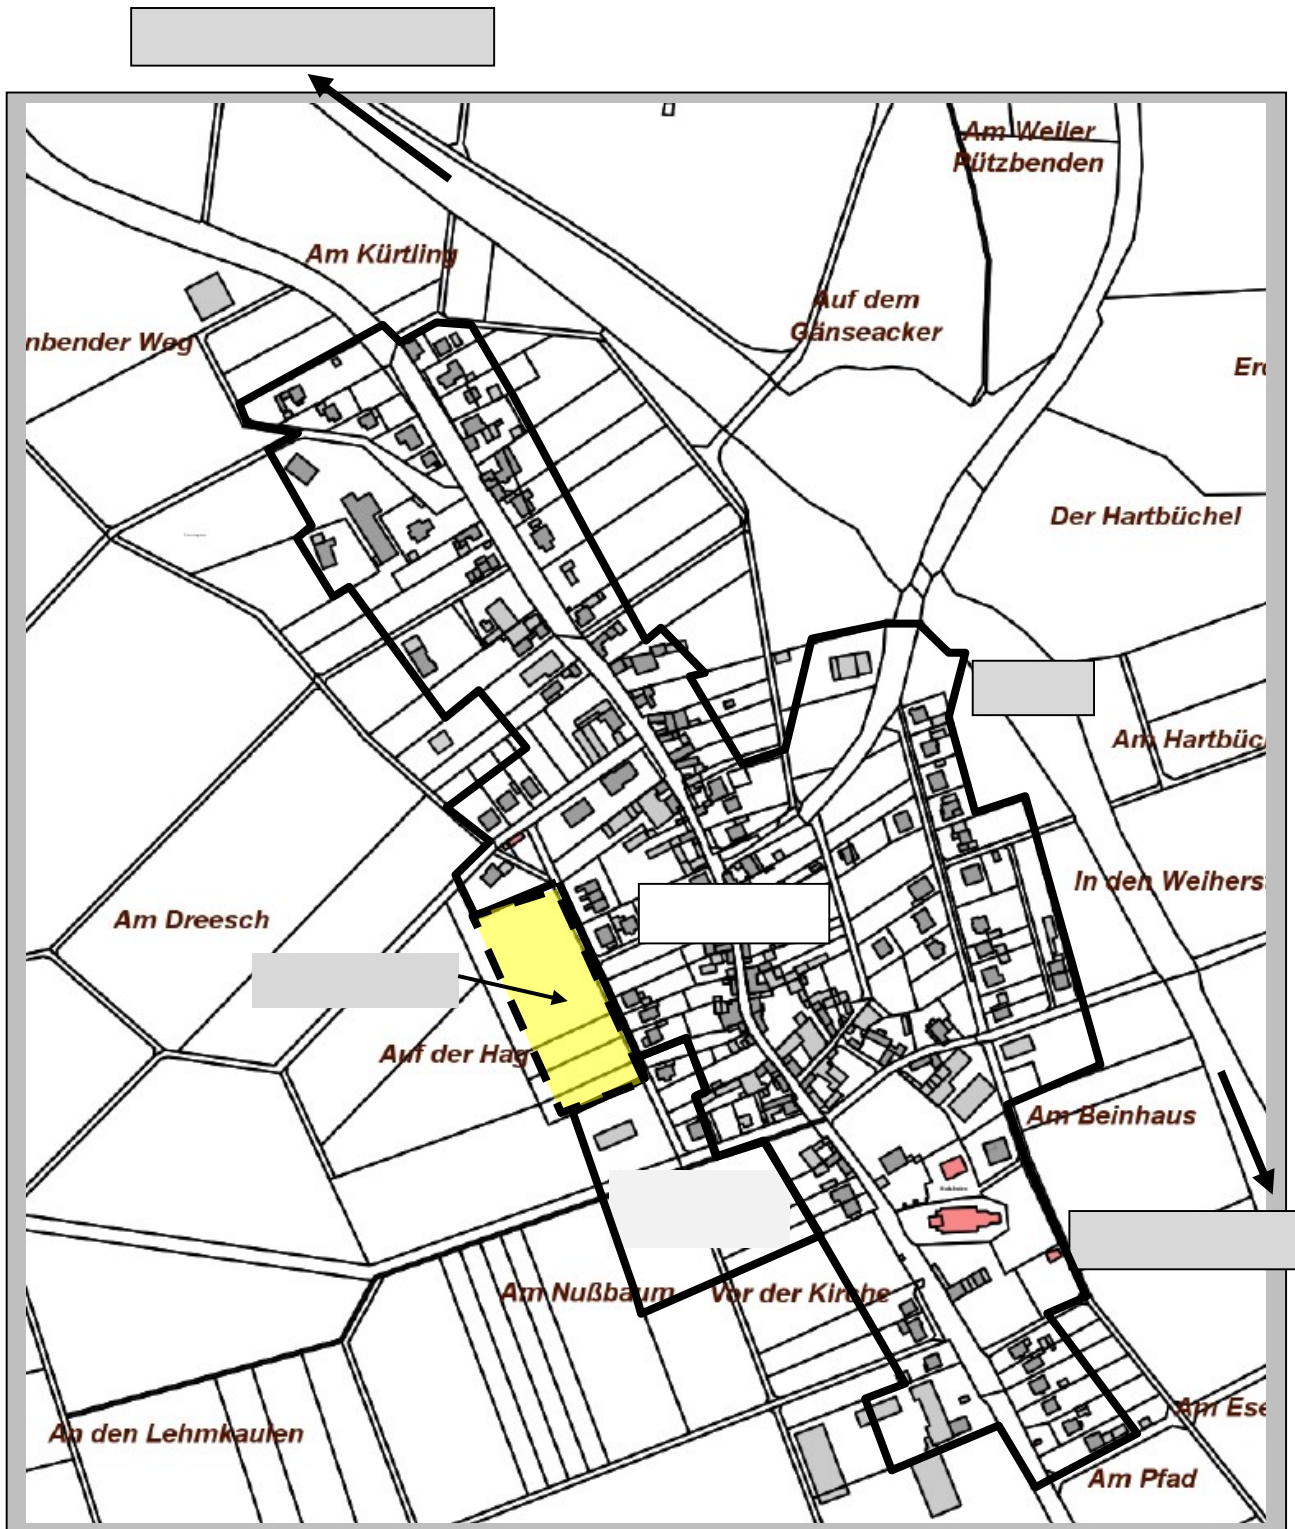 Am Weiler
Pützbenden
Am Kürtling
Auf dem
Gänseacker
nbender Weg
Er
Der Hartbüchel
Am Hartbüc
In den Weiherst
Am Dreesch
Auf der Hag
Am Beinhaus
Am Nußbaum
Vor der Kirche
An den Lehmkaulen
Am Ese
Am Pfad